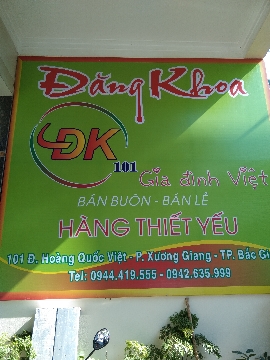 Đăng Khoa
ĐK 101
Gia đình Việt
BÁN BUÔN - BÁN LẺ
HÀNG THIẾT YẾU
101 Đ. Hoàng Quốc Việt - P. Xương Giang - TP. Bắc Gi
Tel: 0944.419.555 - 0942.635.999